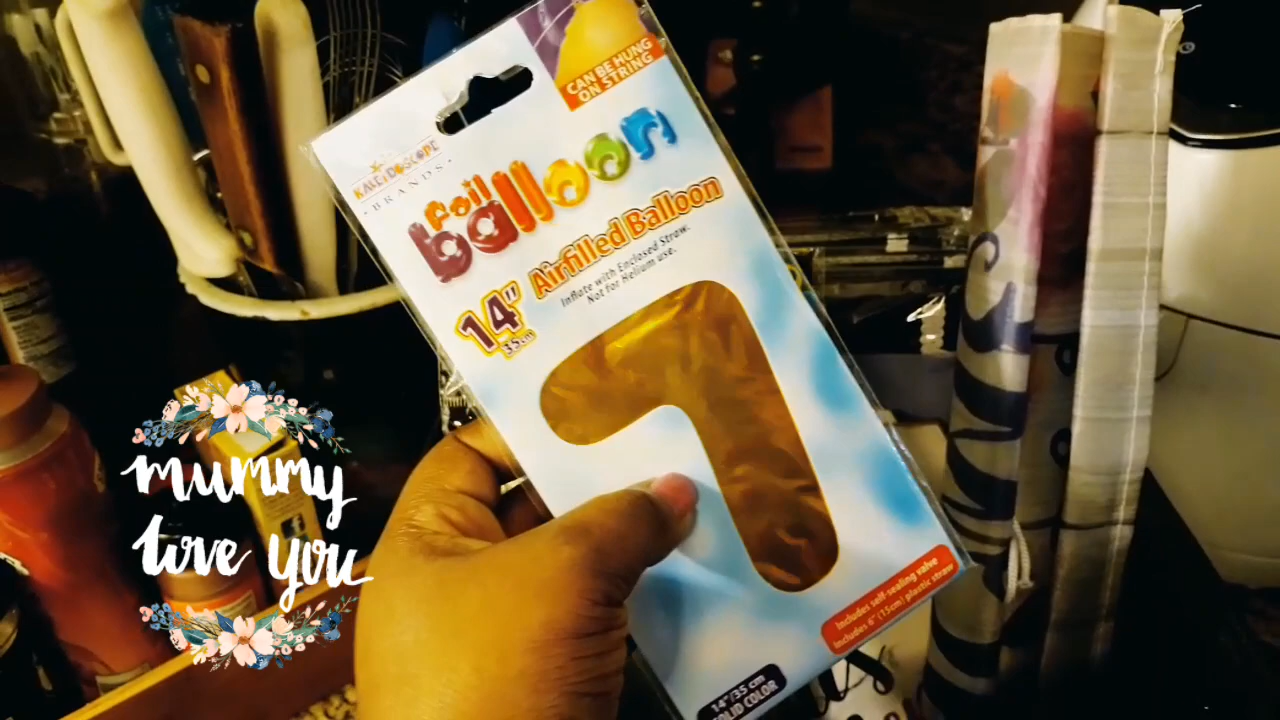 CAN BE HUNG
ON STRING
KALEIDOSCOPE
• BRANDS •
foil
balloon
14" Airfilled Balloon
35cm
Inflate with Enclosed Straw.
Not for Helium use.
mummy
love you
Includes self-sealing valve
Includes 6" (15cm) plastic straw
14"/35 cm
SOLID COLOR